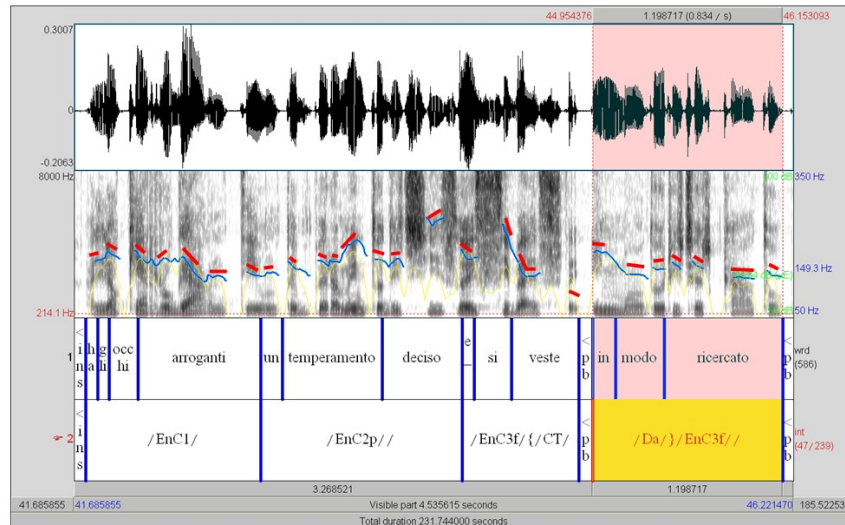 44.954376 1.198717 (0.834 / s) 46.153093
0.3007
0
-0.2063
8000 Hz 350 Hz
149.3 Hz
214.1 Hz 50 Hz
1 <ins ha gli occhi arroganti un temperamento deciso e_ si veste <pb in modo ricercato <pb wrd (586)
2 <ins /EnC1/ /EnC2p// /EnC3f/{/CT/ <pb /Da/}/EnC3f// <pb int (47/239)
3.268521 1.198717
41.685855 41.685855 Visible part 4.535615 seconds 46.221470 185.52253
Total duration 231.744000 seconds